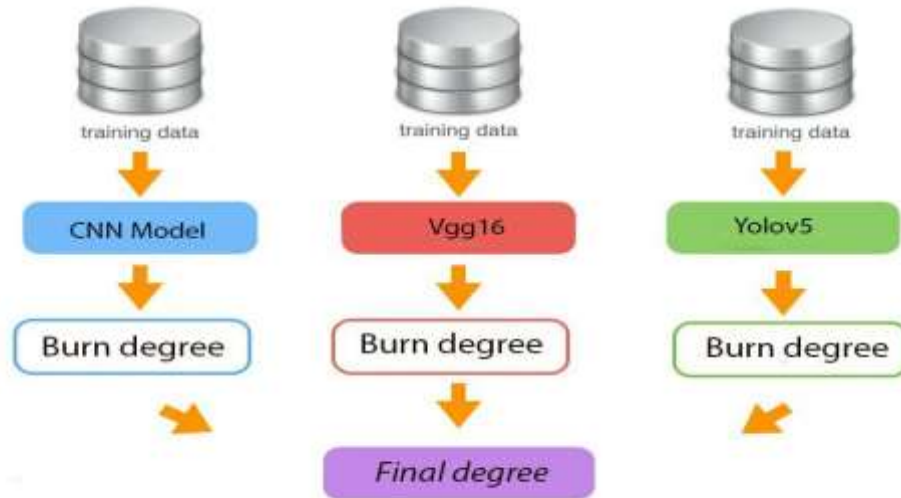 training data
training data
training data
CNN Model
Vgg16
Yolov5
Burn degree
Burn degree
Burn degree
Final degree